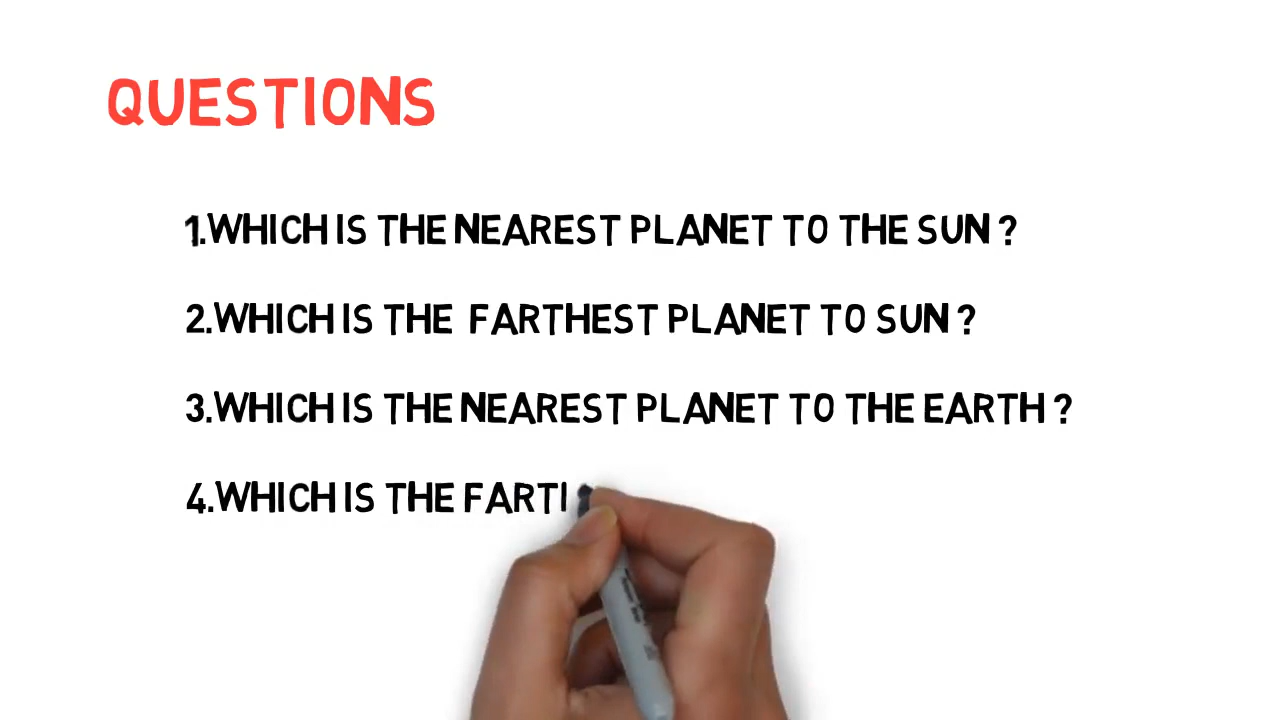 QUESTIONS
1.WHICH IS THE NEAREST PLANET TO THE SUN ?
2.WHICH IS THE FARTHEST PLANET TO SUN ?
3.WHICH IS THE NEAREST PLANET TO THE EARTH ?
4.WHICH IS THE